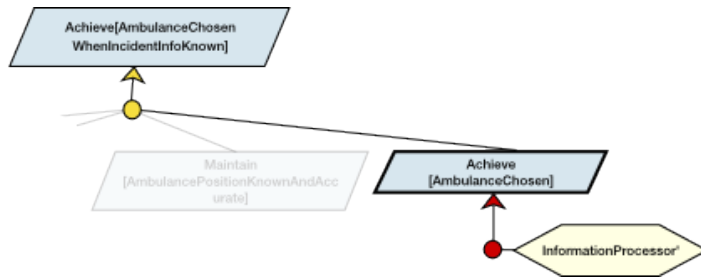 Achieve[AmbulanceChosen
WhenIncidentInfoKnown]
Maintain
[AmbulancePositionKnownAndAcc
urate]
Achieve
[AmbulanceChosen]
InformationProcessor'